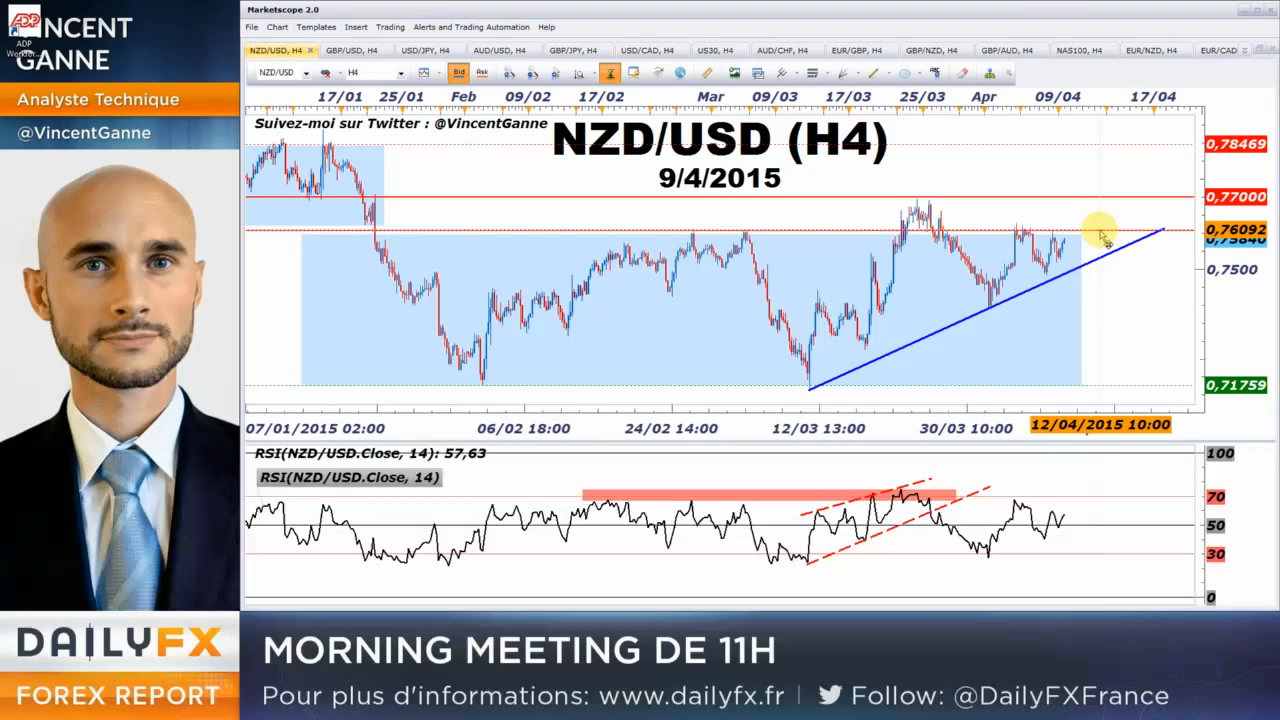 ADP
ADP
VINCENT
GANNE
Analyste Technique
@VincentGanne
Marketscope 2.0
File Chart Templates Insert Trading Alerts and Trading Automation Help
NZD/USD, H4 GBP/USD, H4 USD/JPY, H4 AUD/USD, H4 GBP/JPY, H4 USD/CAD, H4 US30, H4 AUD/CHF, H4 EUR/GBP, H4 GBP/NZD, H4 GBP/AUD, H4 NAS100, H4 EUR/NZD, H4 EUR/CAD
NZD/USD H4 Bid Ask
17/01 25/01 Feb 09/02 17/02 Mar 09/03 17/03 25/03 Apr 09/04 17/04
Suivez-moi sur Twitter : @VincentGanne
NZD/USD (H4)
9/4/2015
0,78469
0,77000
0,76092
0,75840
0,7500
0,71759
07/01/2015 02:00 06/02 18:00 24/02 14:00 12/03 13:00 30/03 10:00 12/04/2015 10:00
RSI(NZD/USD.Close, 14): 57,63
RSI(NZD/USD.Close, 14)
100
70
50
30
0
DAILYFX
FOREX REPORT
MORNING MEETING DE 11H
Pour plus d'informations: www.dailyfx.fr | Follow: @DailyFXFrance